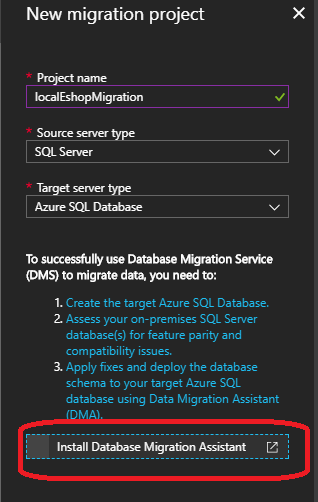 New migration project
* Project name
localEshopMigration
* Source server type
SQL Server
* Target server type
Azure SQL Database
To successfully use Database Migration Service
(DMS) to migrate data, you need to:
1. Create the target Azure SQL Database.
2. Assess your on-premises SQL Server
database(s) for feature parity and
compatibility issues.
3. Apply fixes and deploy the database
schema to your target Azure SQL
database using Data Migration Assistant
(DMA).
Install Database Migration Assistant